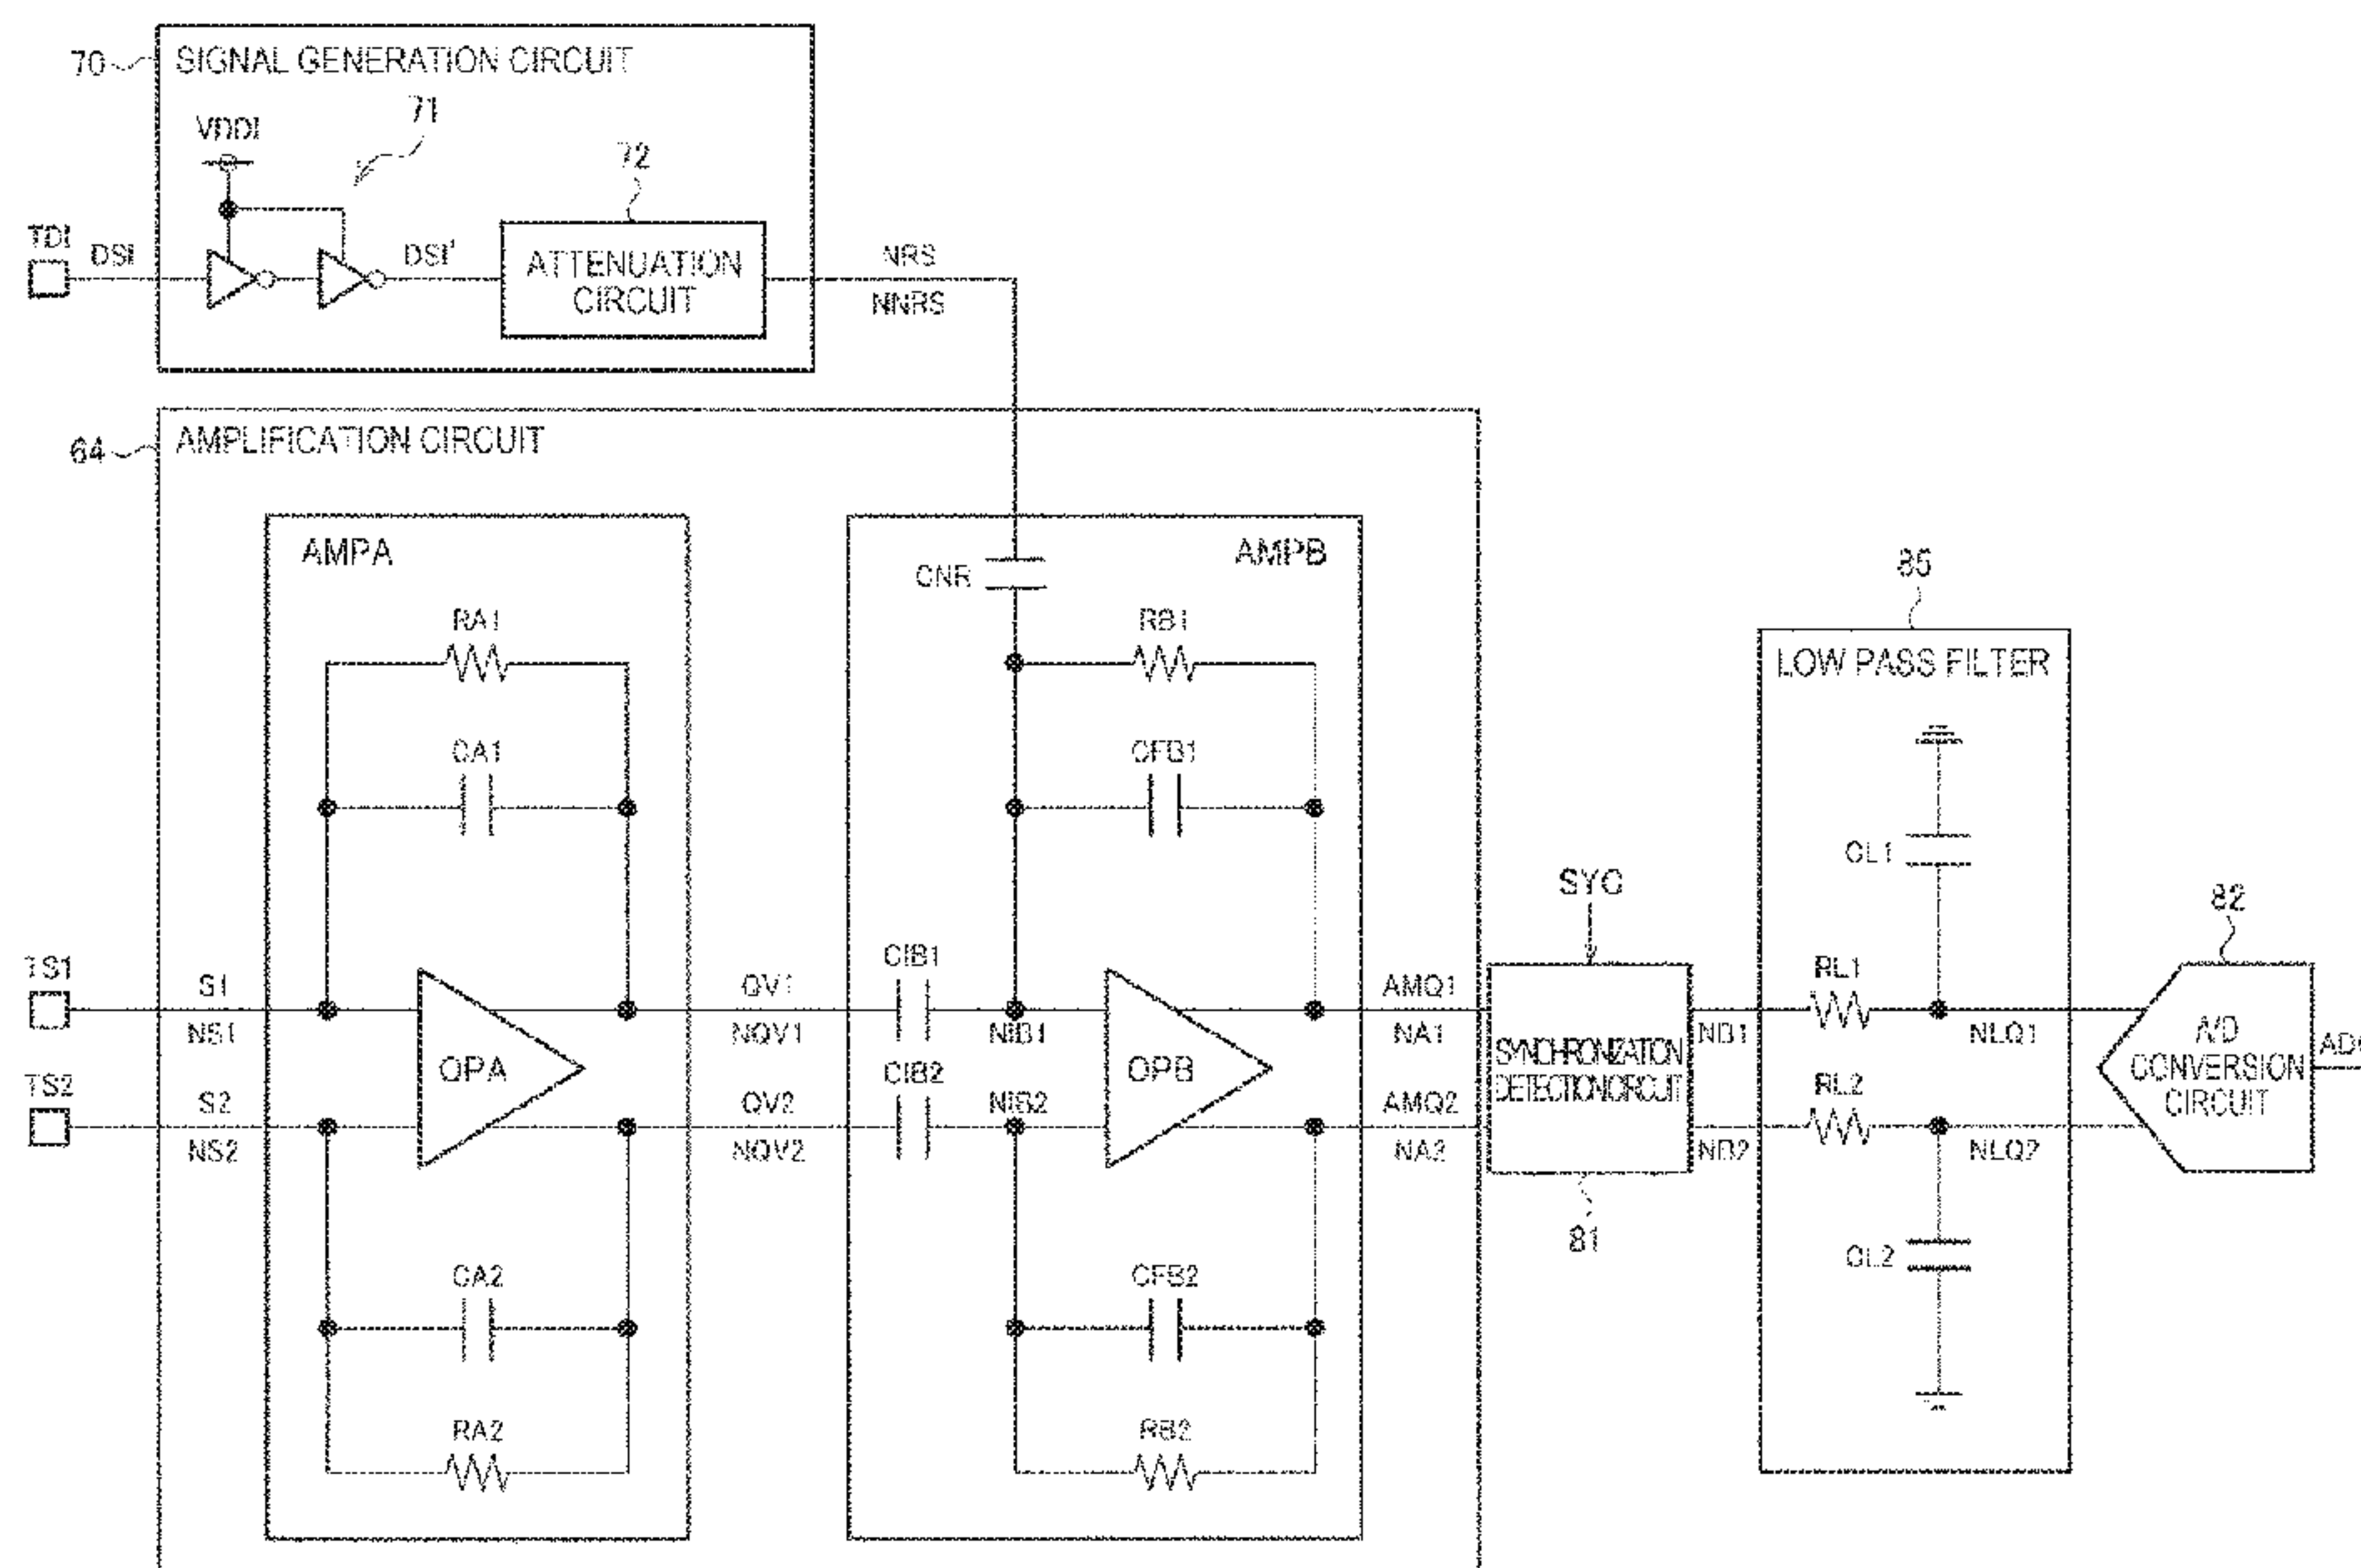 70
SIGNAL GENERATION CIRCUIT
71
VDDI
72
TDI
DSI
DSI'
ATTENUATION
CIRCUIT
NRS
NNRS
64
AMPLIFICATION CIRCUIT
AMPA
AMPB
CNR
RA1
RB1
CA1
CFB1
85
LOW PASS FILTER
CL1
SYC
82
TS1
S1
NS1
QV1
NQV1
CIB1
NIB1
AMQ1
NA1
NB1
RL1
NLQ1
OPA
OPB
SYNCHRONIZATION
DETECTION CIRCUIT
A/D
CONVERSION
CIRCUIT
TS2
S2
NS2
QV2
NQV2
CIB2
NIB2
AMQ2
NA2
NB2
RL2
NLQ2
81
CA2
CFB2
CL2
RA2
RB2